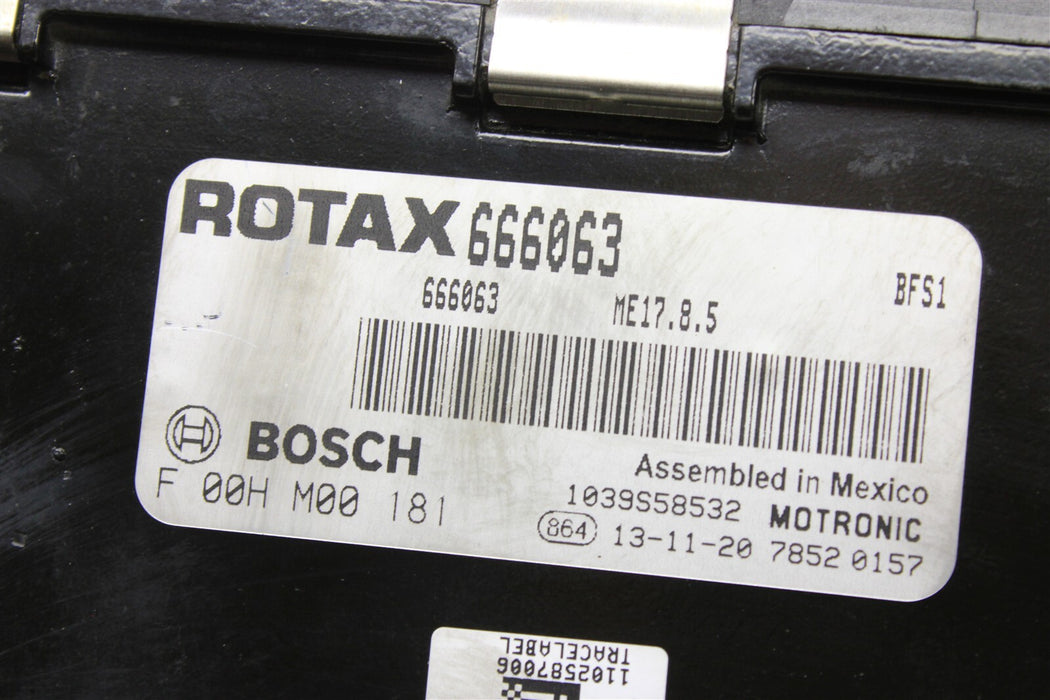 ROTAX 666063
666063 ME17.8.5 BFS1
BOSCH
Assembled in Mexico
F 00H M00 181
1039S58532 MOTRONIC
864 13-11-20 7852 0157
1102587006
TRACELABEL